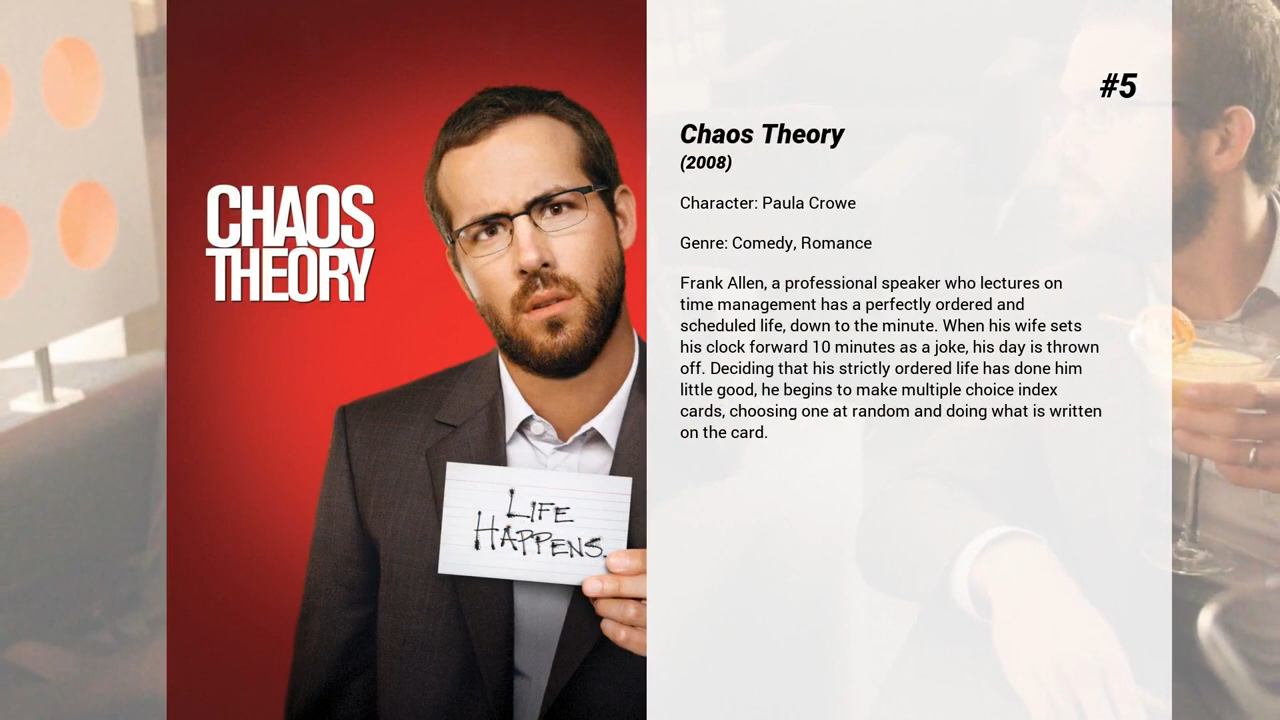 CHAOS
THEORY
LIFE
HAPPENS.
#5
Chaos Theory
(2008)
Character: Paula Crowe
Genre: Comedy, Romance
Frank Allen, a professional speaker who lectures on
time management has a perfectly ordered and
scheduled life, down to the minute. When his wife sets
his clock forward 10 minutes as a joke, his day is thrown
off. Deciding that his strictly ordered life has done him
little good, he begins to make multiple choice index
cards, choosing one at random and doing what is written
on the card.